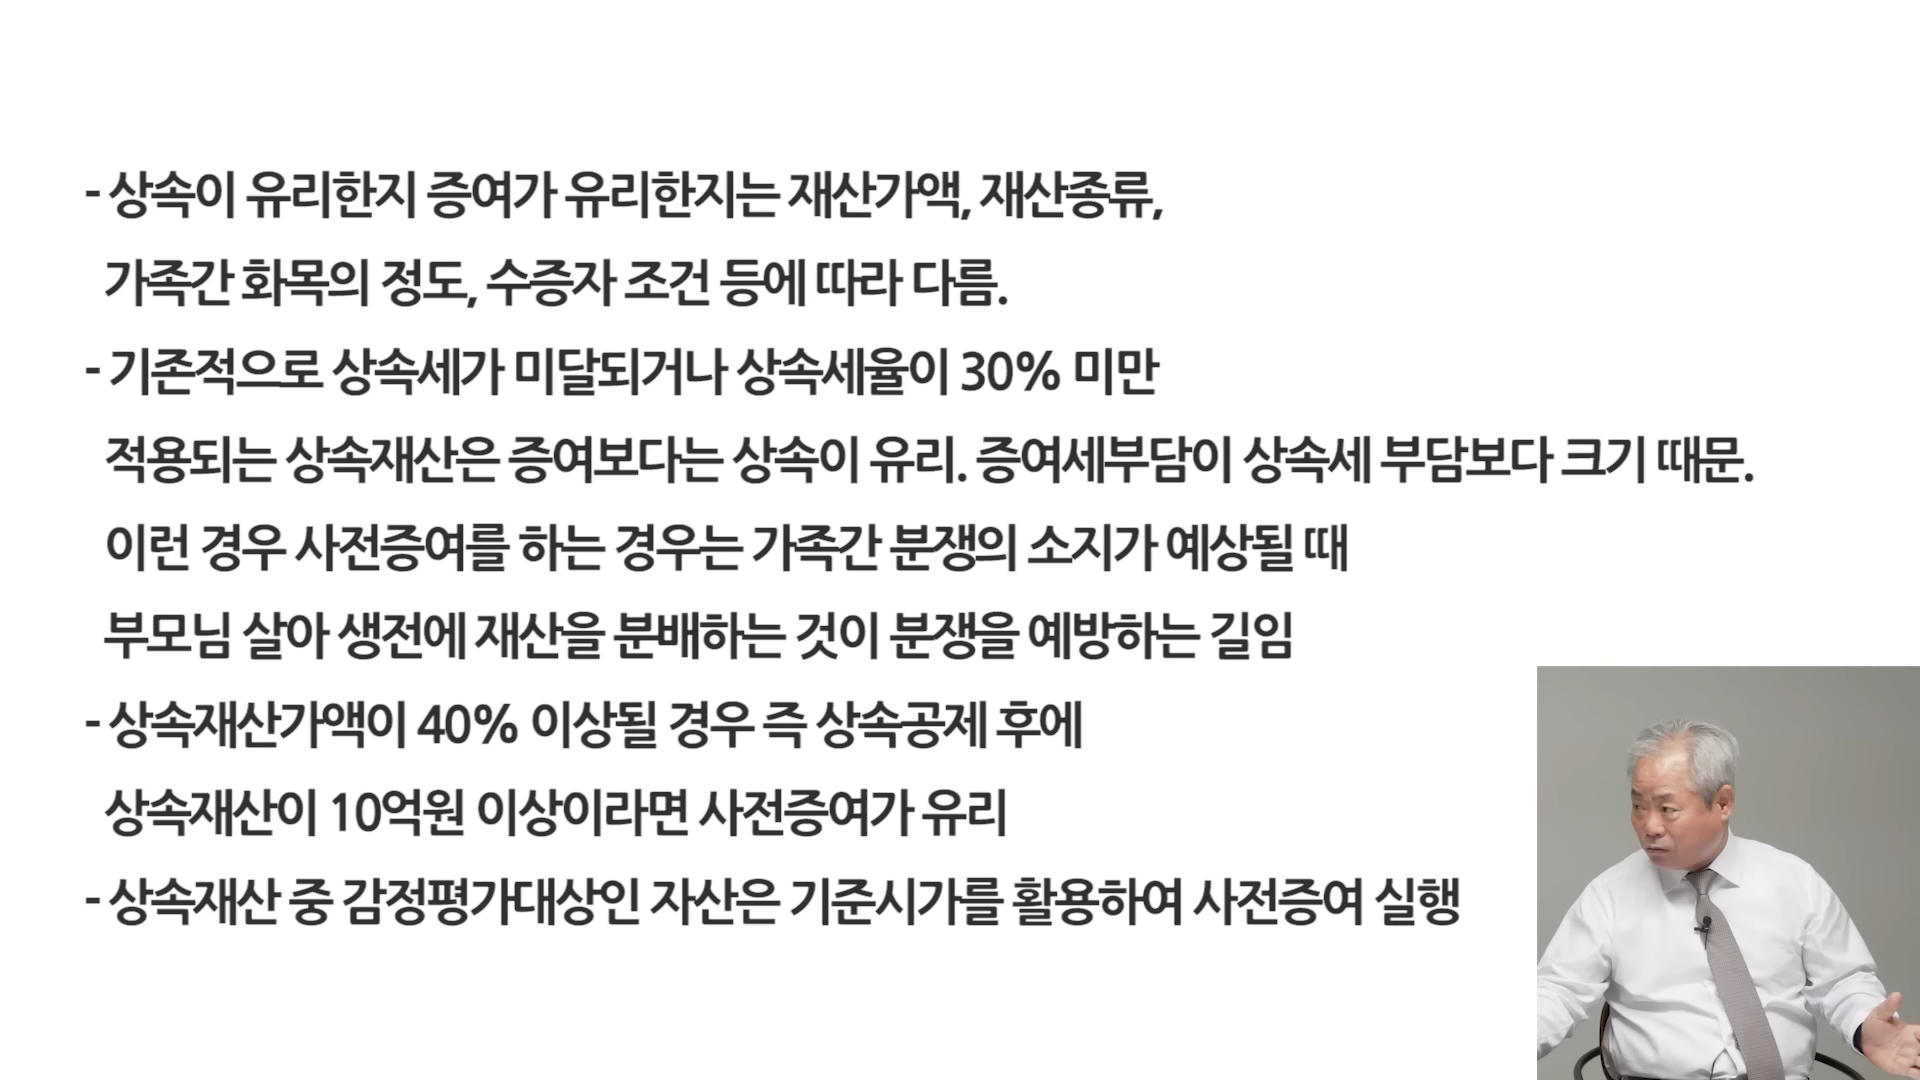 - 상속이 유리한지 증여가 유리한지는 재산가액, 재산종류,
가족간 화목의 정도, 수증자 조건 등에 따라 다름.
- 기존적으로 상속세가 미달되거나 상속세율이 30% 미만
적용되는 상속재산은 증여보다는 상속이 유리. 증여세부담이 상속세 부담보다 크기 때문.
이런 경우 사전증여를 하는 경우는 가족간 분쟁의 소지가 예상될 때
부모님 살아 생전에 재산을 분배하는 것이 분쟁을 예방하는 길임
- 상속재산가액이 40% 이상될 경우 즉 상속공제 후에
상속재산이 10억원 이상이라면 사전증여가 유리
- 상속재산 중 감정평가대상인 자산은 기준시가를 활용하여 사전증여 실행